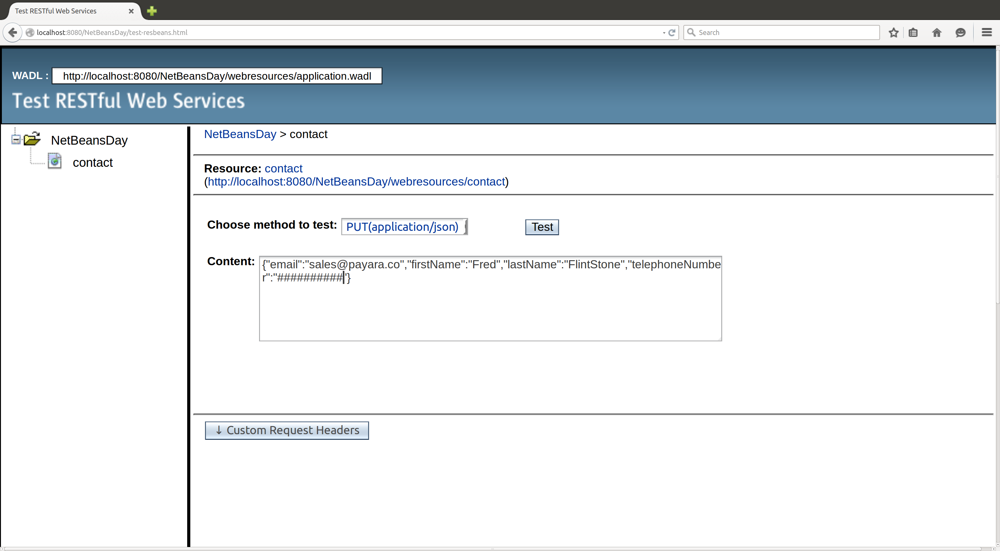 Test RESTful Web Services
localhost:8080/NetBeansDay/test-resbeans.html
Search
WADL : http://localhost:8080/NetBeansDay/webresources/application.wadl
Test RESTful Web Services
NetBeansDay
contact
NetBeansDay > contact
Resource: contact
(http://localhost:8080/NetBeansDay/webresources/contact)
Choose method to test: PUT(application/json)
Test
Content: {"email":"sales@payara.co","firstName":"Fred","lastName":"FlintStone","telephoneNumbe
r":"##########"}
↓ Custom Request Headers